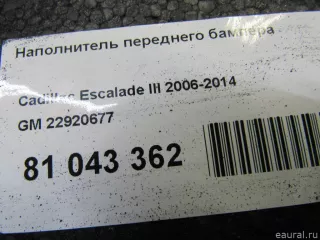 Наполнитель переднего бампера
Cadillac Escalade III 2006-2014
GM 22920677
81 043 362
eaural.ru